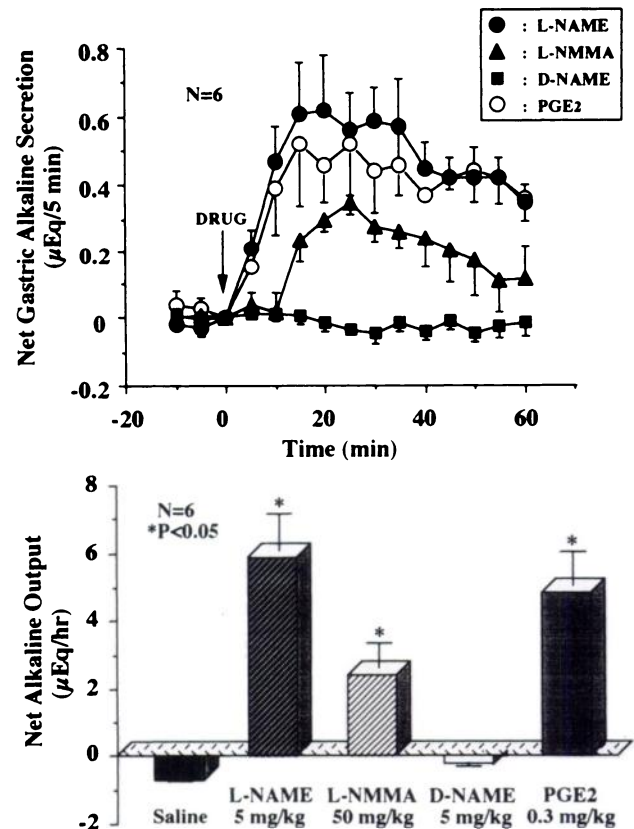 ● : L-NAME
▲ : L-NMMA
■ : D-NAME
○ : PGE2
Net Gastric Alkaline Secretion
(µEq/5 min)
0.8
0.6
0.4
0.2
0
-0.2
N=6
DRUG
-20 0 20 40 60
Time (min)
Net Alkaline Output
(µEq/hr)
8
6
4
2
0
-2
N=6
*P<0.05
* * *
Saline L-NAME L-NMMA D-NAME PGE2
5 mg/kg 50 mg/kg 5 mg/kg 0.3 mg/kg